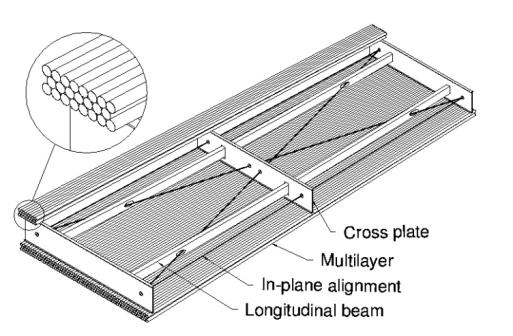 Cross plate
Multilayer
In-plane alignment
Longitudinal beam